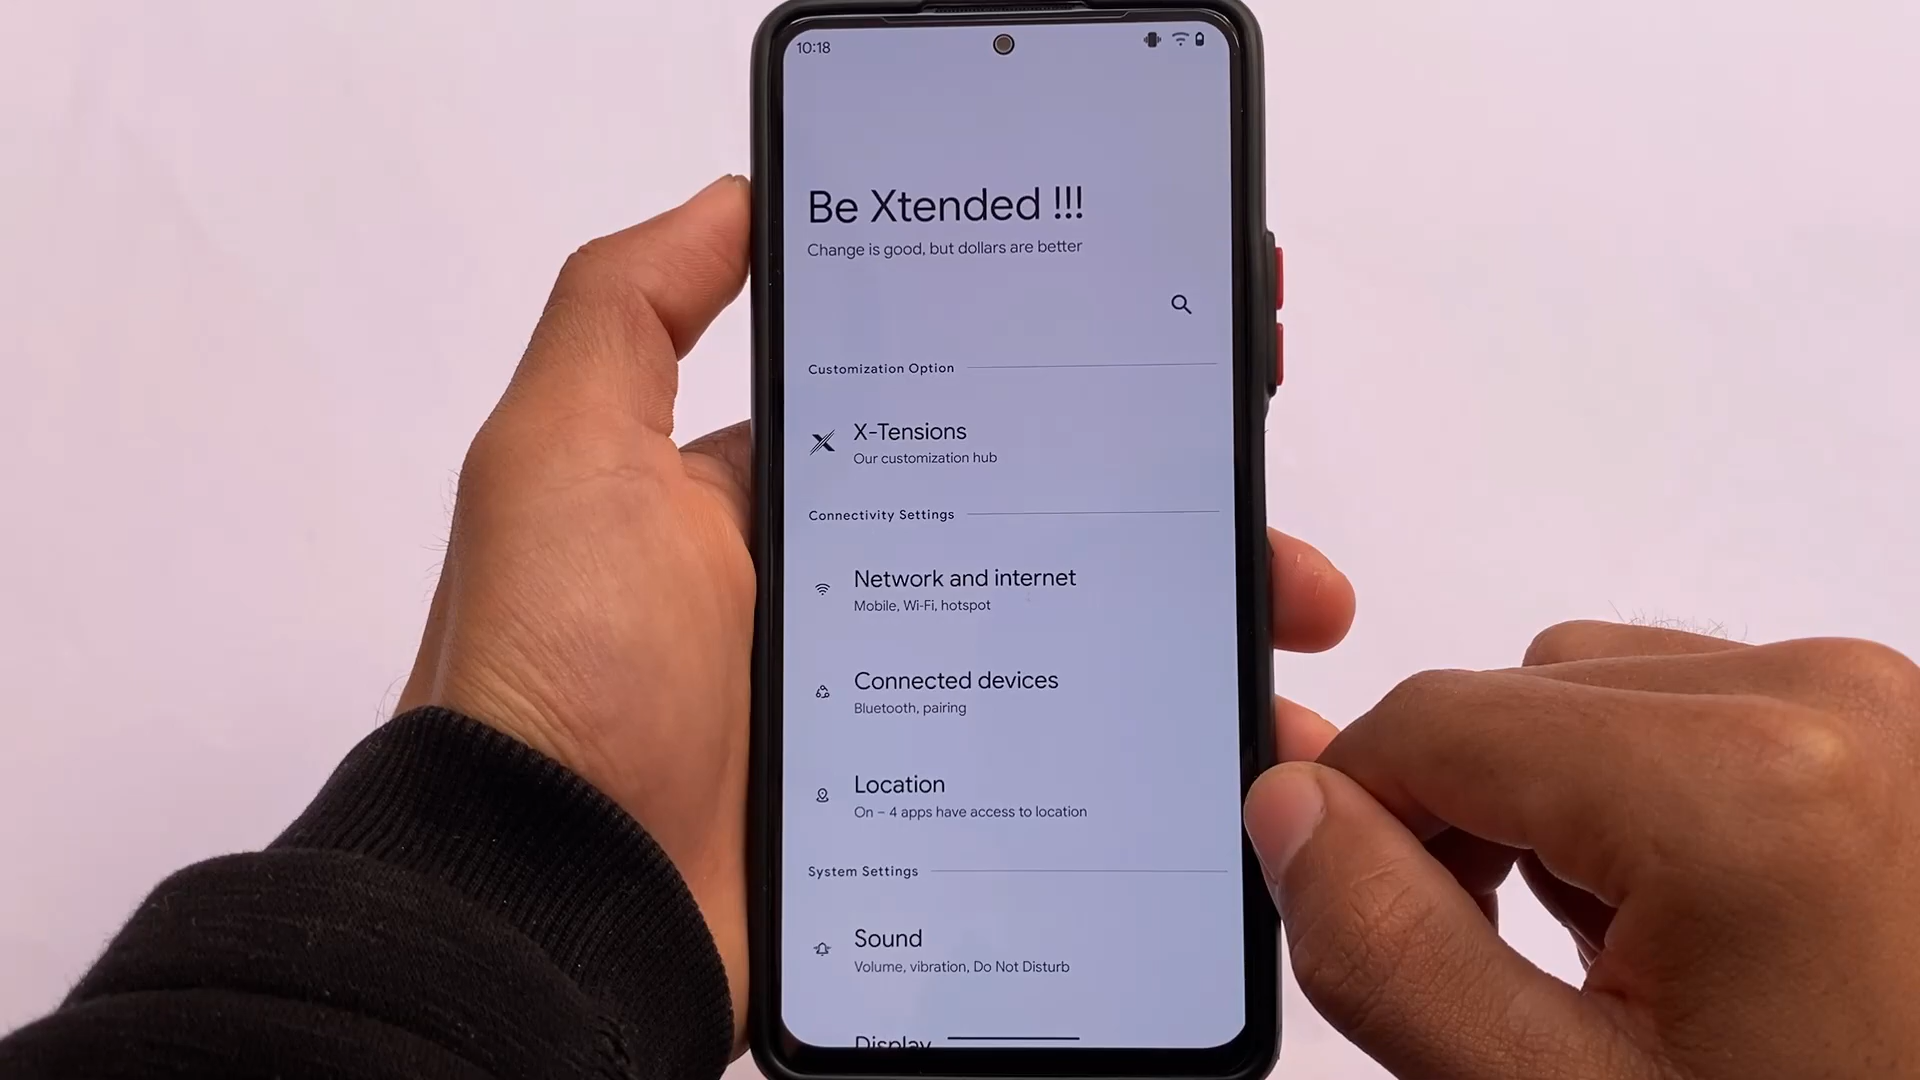 10:18
Be Xtended !!!
Change is good, but dollars are better
Customization Option
X-Tensions
Our customization hub
Connectivity Settings
Network and internet
Mobile, Wi-Fi, hotspot
Connected devices
Bluetooth, pairing
Location
On – 4 apps have access to location
System Settings
Sound
Volume, vibration, Do Not Disturb
Display